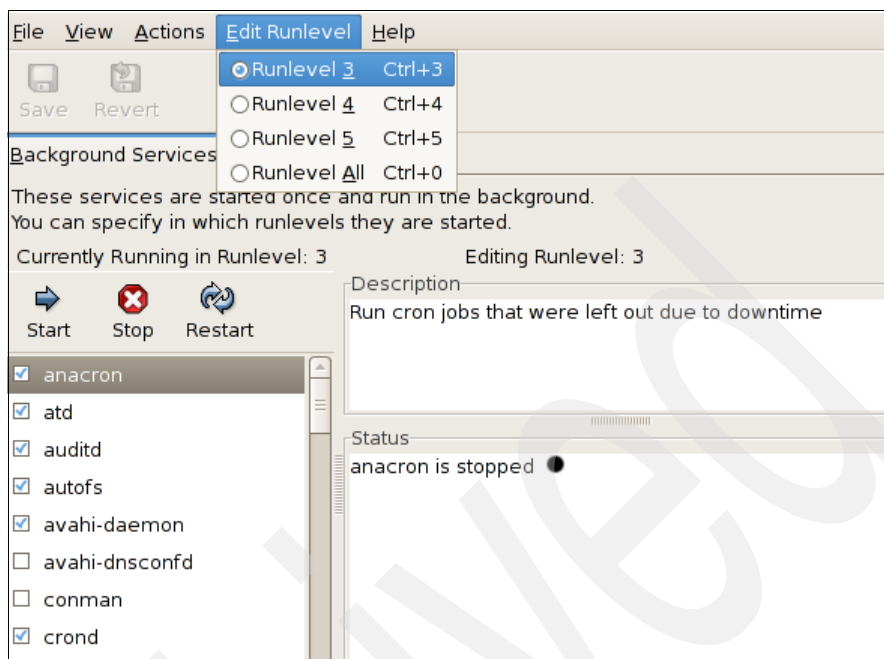 File View Actions Edit Runlevel Help
Save Revert
Runlevel 3 Ctrl+3
Runlevel 4 Ctrl+4
Runlevel 5 Ctrl+5
Runlevel All Ctrl+0
Background Services
These services are started once and run in the background.
You can specify in which runlevels they are started.
Currently Running in Runlevel: 3 Editing Runlevel: 3
Start Stop Restart
Description
Run cron jobs that were left out due to downtime
anacron
atd
auditd
autofs
avahi-daemon
avahi-dnsconfd
conman
crond
Status
anacron is stopped